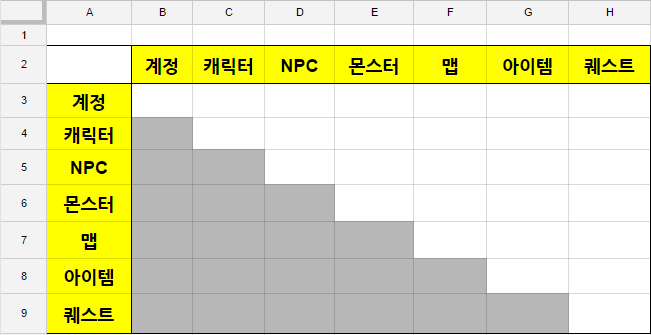 A B C D E F G H
1
2 계정 캐릭터 NPC 몬스터 맵 아이템 퀘스트
3 계정
4 캐릭터
5 NPC
6 몬스터
7 맵
8 아이템
9 퀘스트